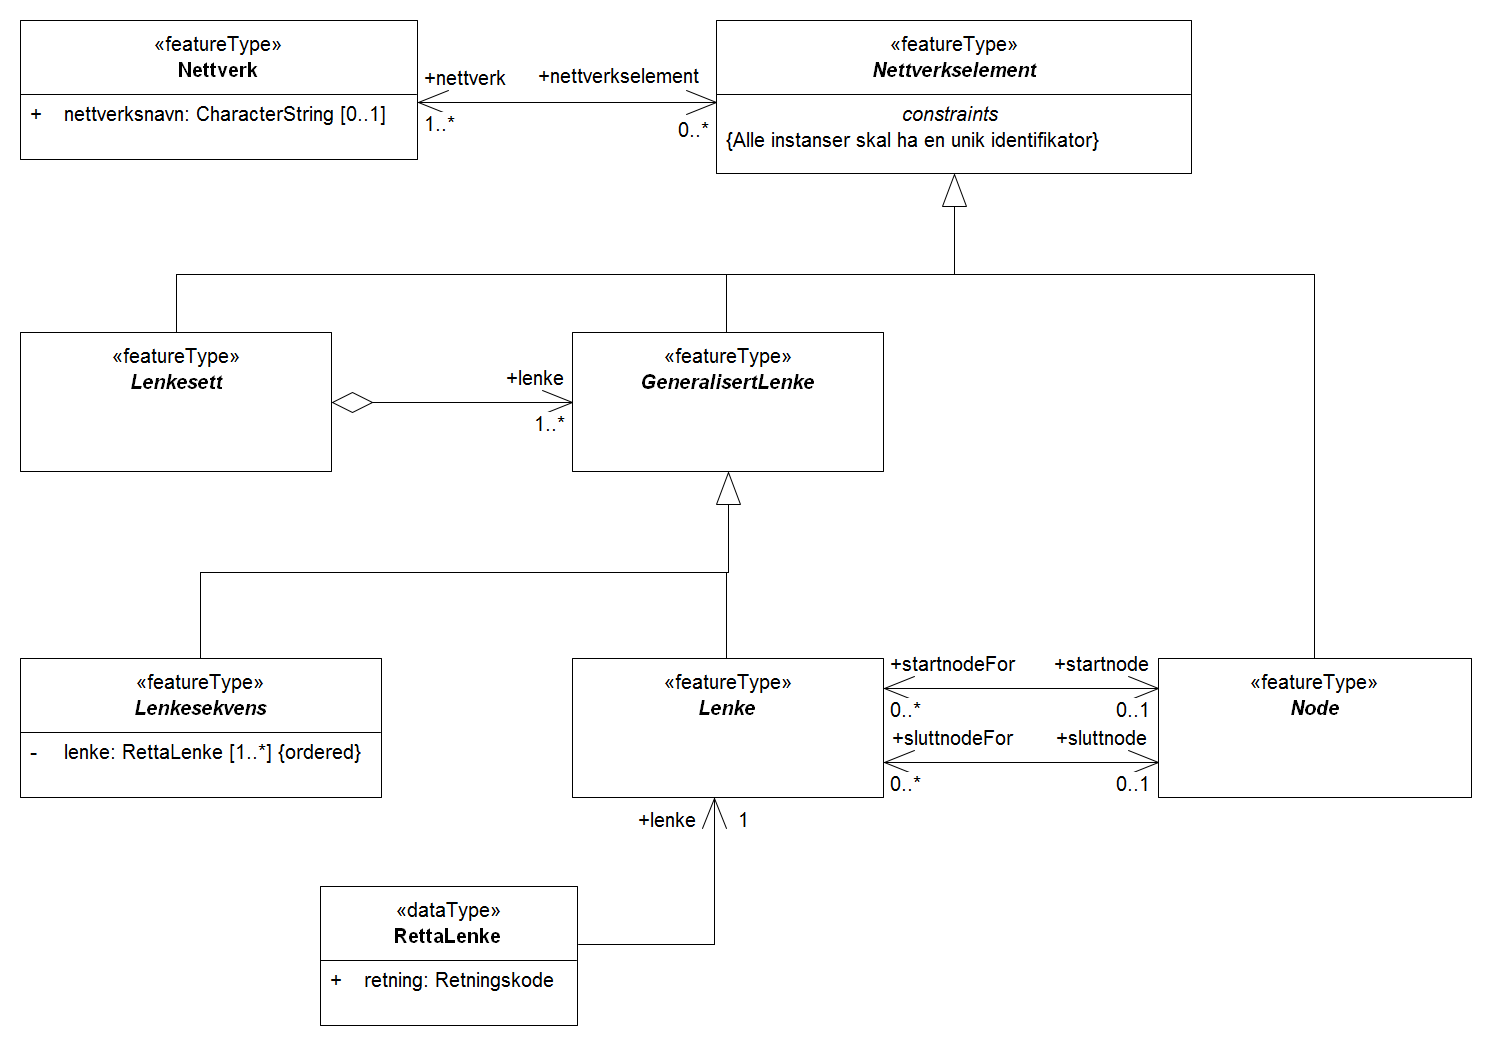 «featureType»
Nettverk
+ nettverksnavn: CharacterString [0..1]
+nettverk
1..*
+nettverkselement
0..*
«featureType»
Nettverkselement
constraints
{Alle instanser skal ha en unik identifikator}
«featureType»
Lenkesett
+lenke
1..*
«featureType»
GeneralisertLenke
«featureType»
Lenkesekvens
- lenke: RettaLenke [1..*] {ordered}
«featureType»
Lenke
+startnodeFor
0..*
+startnode
0..1
+sluttnodeFor
0..*
+sluttnode
0..1
«featureType»
Node
+lenke
1
«dataType»
RettaLenke
+ retning: Retningskode